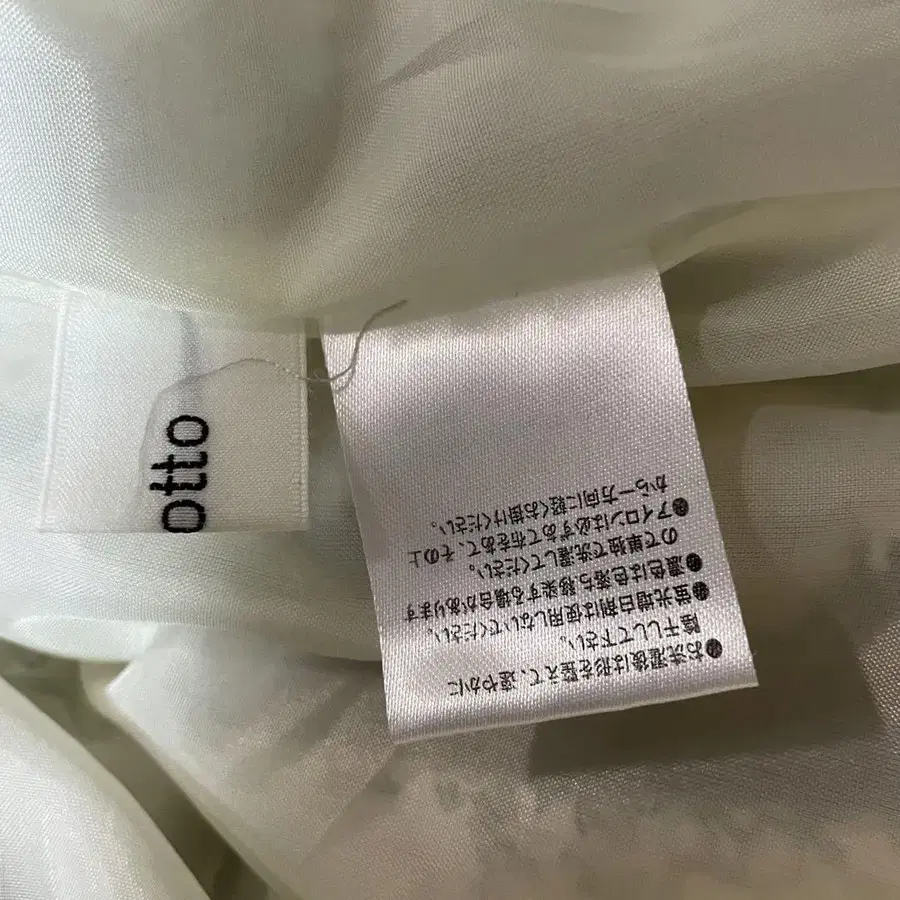 otto
●お洗濯後は形を整えて、速やかに
陰干しして下さい。
●蛍光増白剤は使用しないでください。
●濃色は色落ち移染する場合があります
ので単独で洗濯してください。
●アイロンは必ずあて布をあて、その上
から一方向に軽くお掛けください。